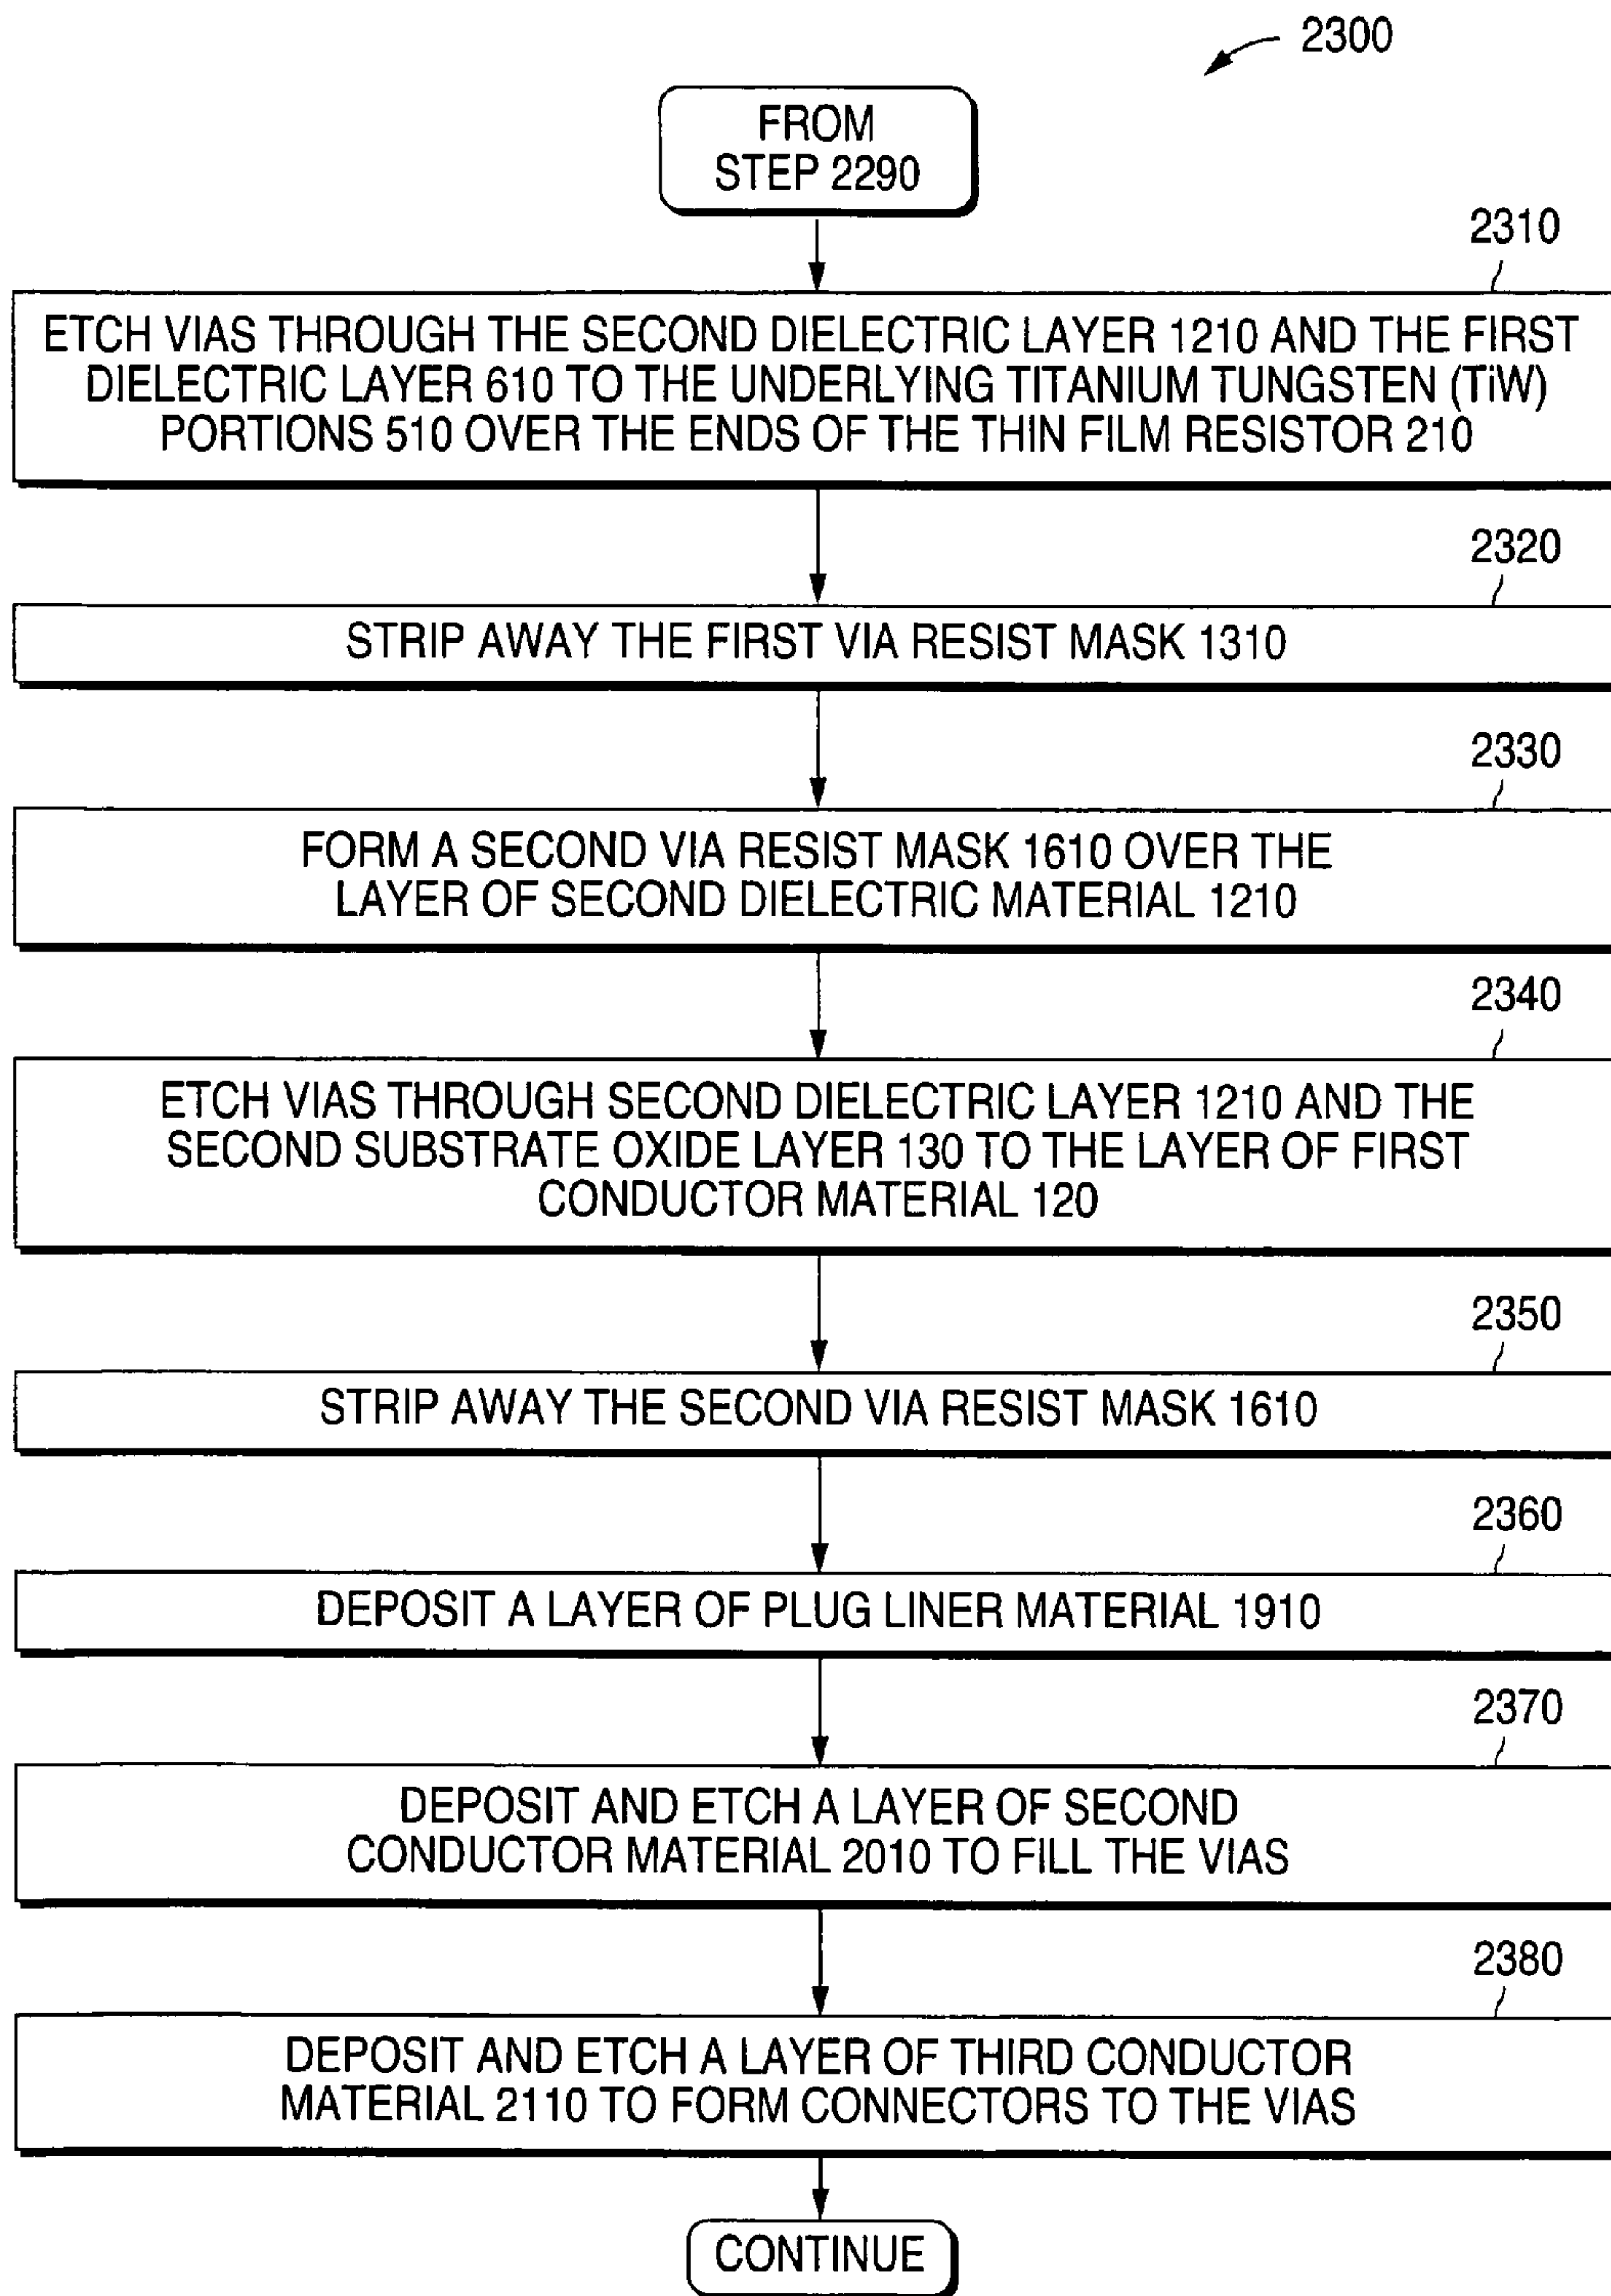 2300
FROM
STEP 2290
2310
ETCH VIAS THROUGH THE SECOND DIELECTRIC LAYER 1210 AND THE FIRST
DIELECTRIC LAYER 610 TO THE UNDERLYING TITANIUM TUNGSTEN (TiW)
PORTIONS 510 OVER THE ENDS OF THE THIN FILM RESISTOR 210
2320
STRIP AWAY THE FIRST VIA RESIST MASK 1310
2330
FORM A SECOND VIA RESIST MASK 1610 OVER THE
LAYER OF SECOND DIELECTRIC MATERIAL 1210
2340
ETCH VIAS THROUGH SECOND DIELECTRIC LAYER 1210 AND THE
SECOND SUBSTRATE OXIDE LAYER 130 TO THE LAYER OF FIRST
CONDUCTOR MATERIAL 120
2350
STRIP AWAY THE SECOND VIA RESIST MASK 1610
2360
DEPOSIT A LAYER OF PLUG LINER MATERIAL 1910
2370
DEPOSIT AND ETCH A LAYER OF SECOND
CONDUCTOR MATERIAL 2010 TO FILL THE VIAS
2380
DEPOSIT AND ETCH A LAYER OF THIRD CONDUCTOR
MATERIAL 2110 TO FORM CONNECTORS TO THE VIAS
CONTINUE